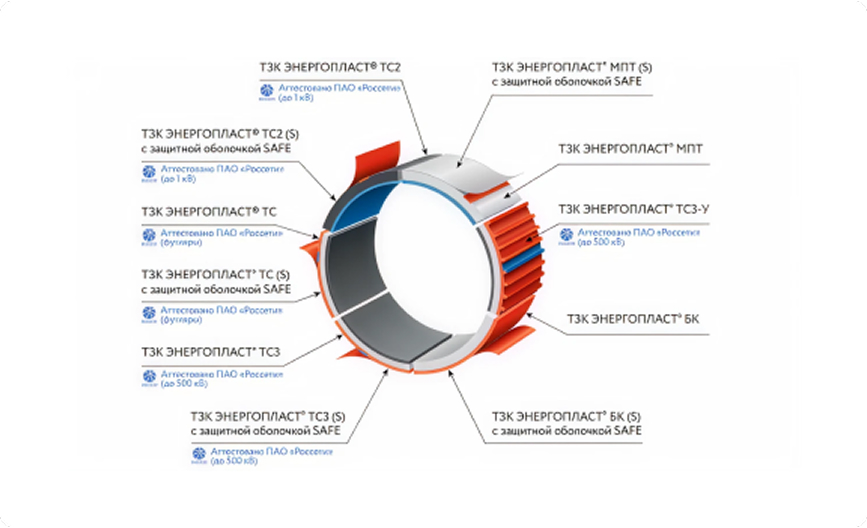 ТЗК ЭНЕРГОПЛАСТ® ТС2
Аттестовано ПАО «Россети»
(до 1 кВ)
ТЗК ЭНЕРГОПЛАСТ® МПТ (S)
с защитной оболочкой SAFE
ТЗК ЭНЕРГОПЛАСТ® ТС2 (S)
с защитной оболочкой SAFE
Аттестовано ПАО «Россети»
(до 1 кВ)
ТЗК ЭНЕРГОПЛАСТ® МПТ
ТЗК ЭНЕРГОПЛАСТ® ТС
Аттестовано ПАО «Россети»
(футляры)
ТЗК ЭНЕРГОПЛАСТ® ТС3-У
Аттестовано ПАО «Россети»
(до 500 кВ)
ТЗК ЭНЕРГОПЛАСТ® ТС (S)
с защитной оболочкой SAFE
Аттестовано ПАО «Россети»
(футляры)
ТЗК ЭНЕРГОПЛАСТ® БК
ТЗК ЭНЕРГОПЛАСТ® ТС3
Аттестовано ПАО «Россети»
(до 500 кВ)
ТЗК ЭНЕРГОПЛАСТ® ТС3 (S)
с защитной оболочкой SAFE
Аттестовано ПАО «Россети»
(до 500 кВ)
ТЗК ЭНЕРГОПЛАСТ® БК (S)
с защитной оболочкой SAFE